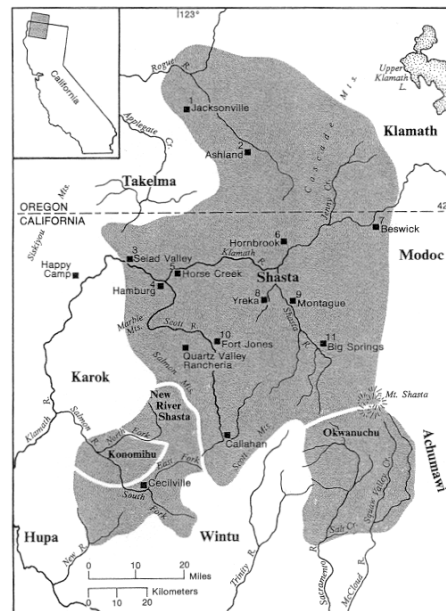 123°
California
Rogue R.
1
Jacksonville
Applegate Cr.
2
Ashland
Cascade Mts.
Upper
Klamath
L.
Klamath
Takelma
Jenny Cr.
OREGON
CALIFORNIA
42
Siskiyou Mts.
7
Beswick
6
Hornbrook
Modoc
3
Seiad Valley
Klamath R.
Happy
Camp
5
Horse Creek
Shasta
4
Hamburg
8
Yreka
9
Montague
Marble
Mts.
Scott R.
Shasta R.
10
Fort Jones
11
Big Springs
Quartz Valley
Rancheria
Salmon Mts.
Karok
Mt. Shasta
New
River
Shasta
Klamath R.
Salmon R.
North Fork
Callahan
Scott Mts.
Okwanuchu
Achumawi
Konomihu
East Fork
Cecilville
South Fork
Squaw Valley Cr.
Hupa
New R.
Wintu
Salt Cr.
Trinity R.
Sacramento R.
McCloud R.
0 10 20
Miles
0 10 20
Kilometers